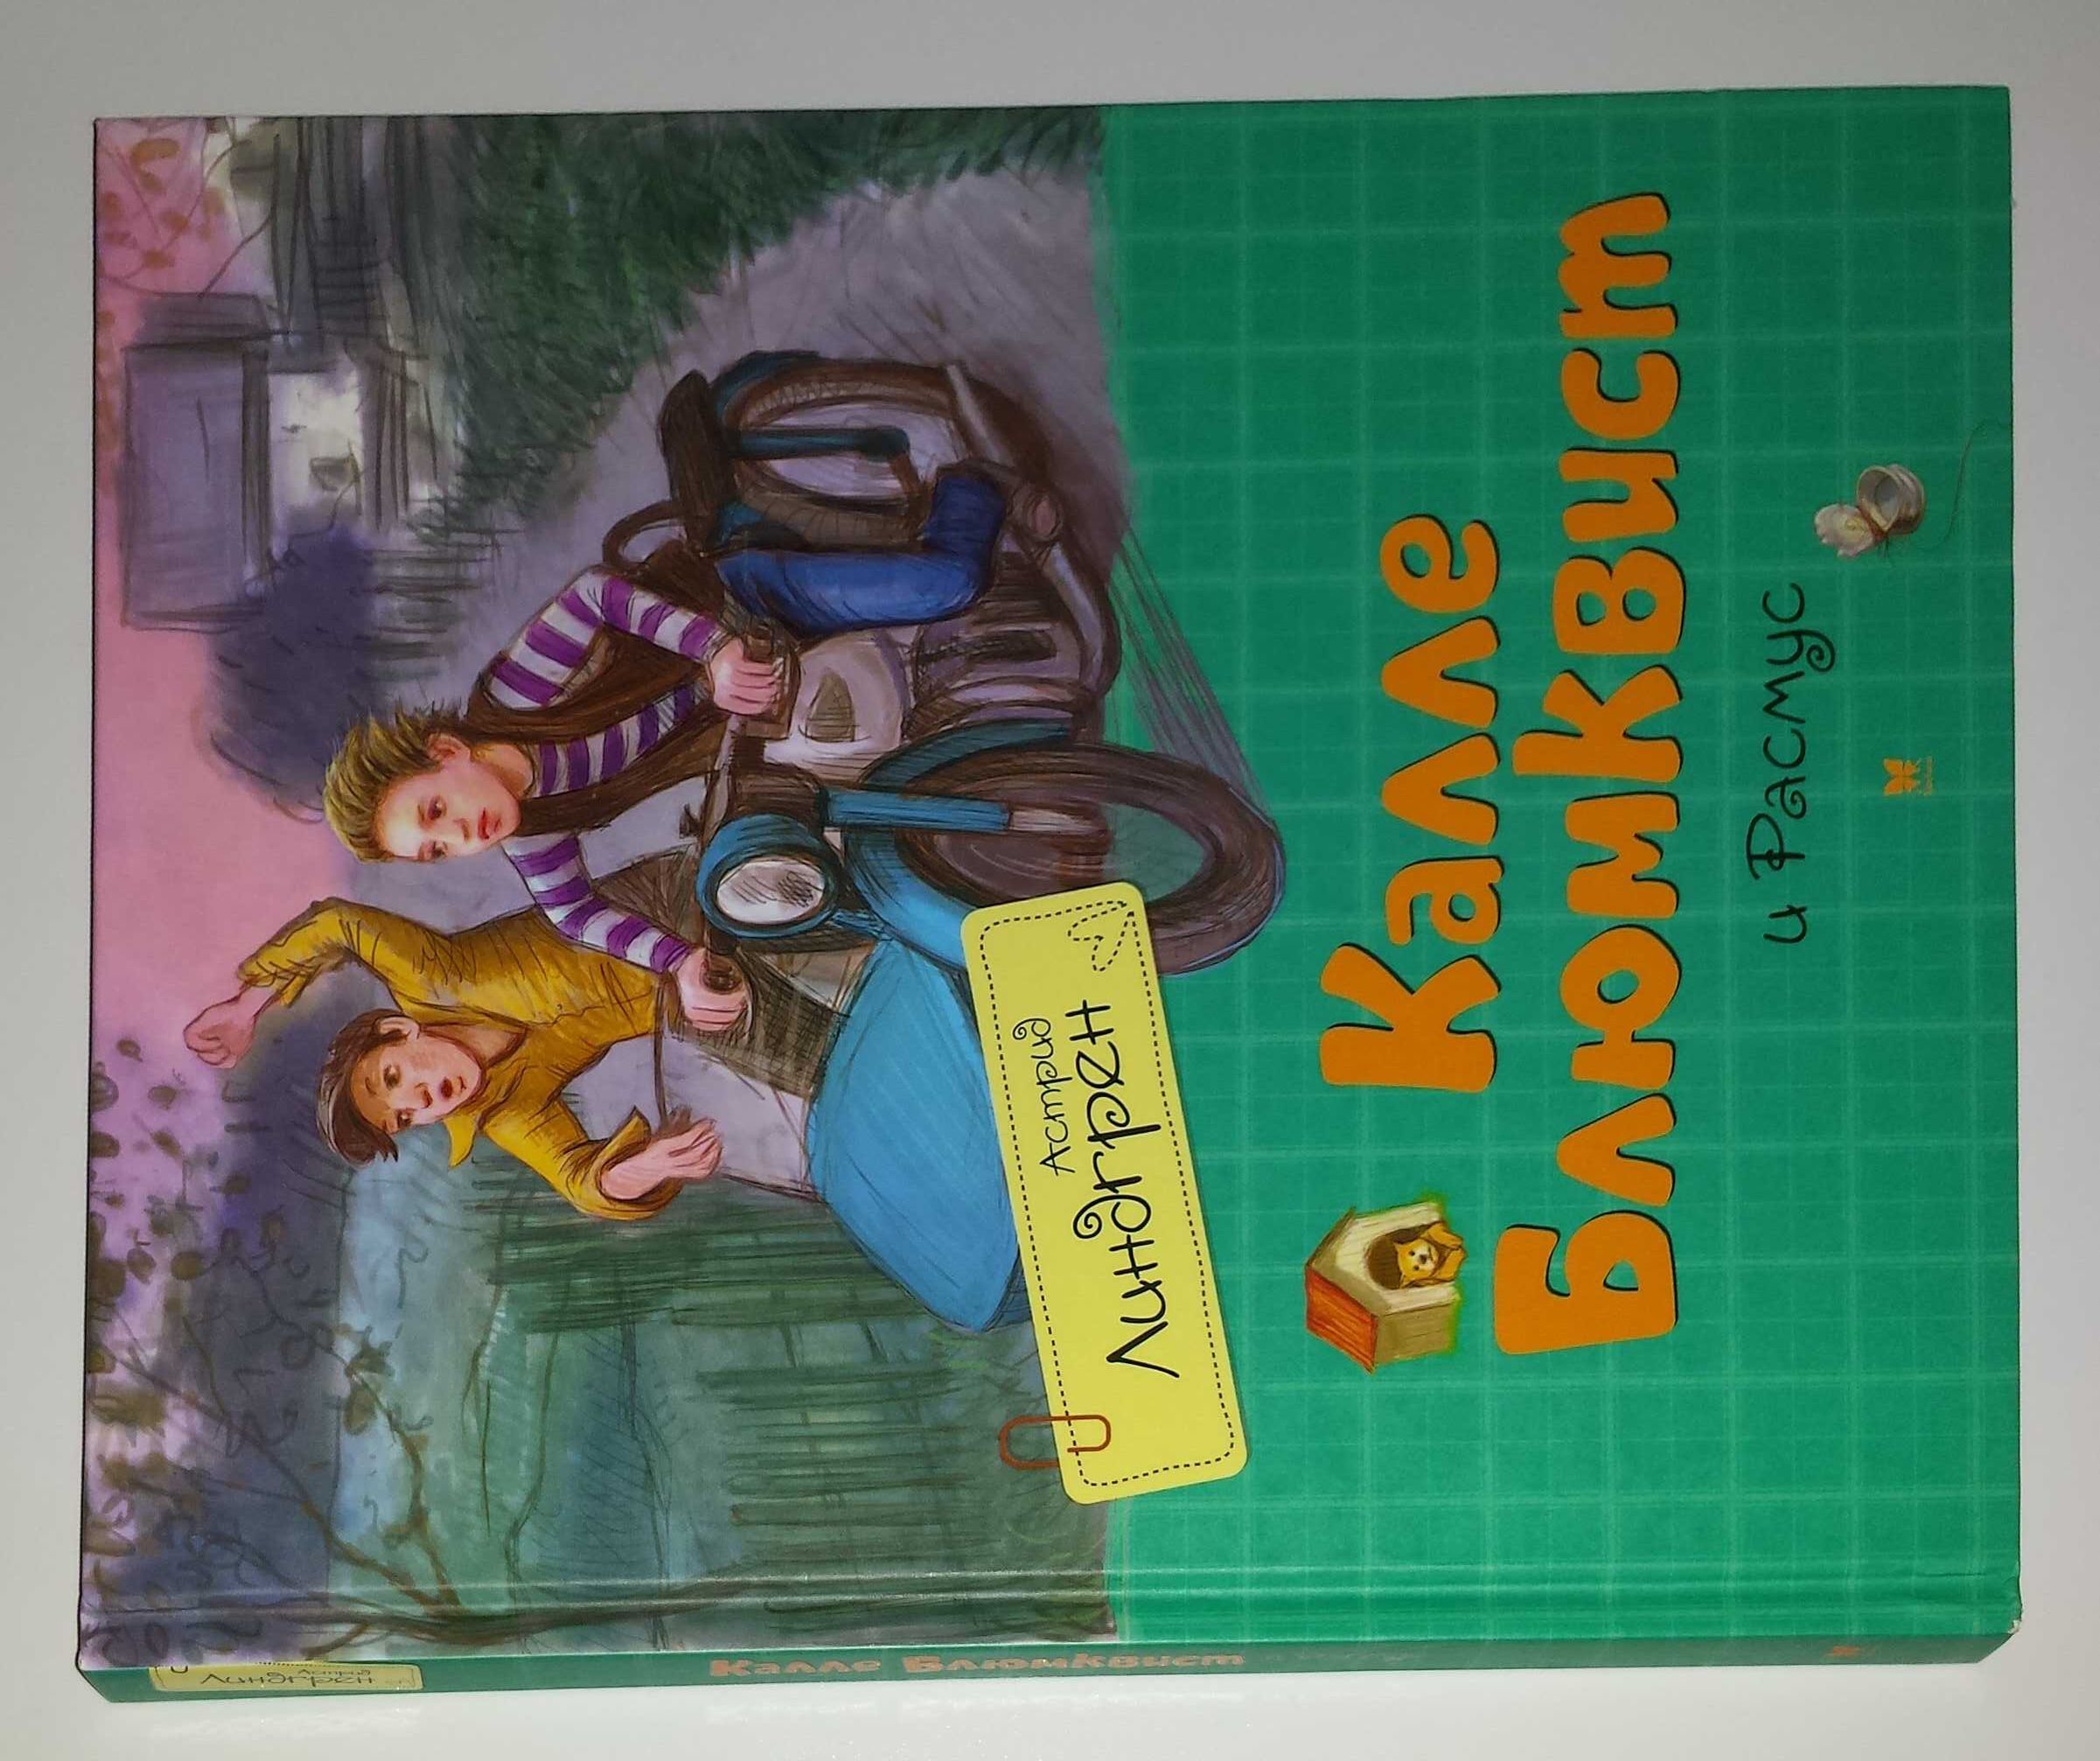 Астрид
Линдгрен
Калле
Блюмквист
и Расмус
Астрид
Линдгрен
Калле Блюмквист